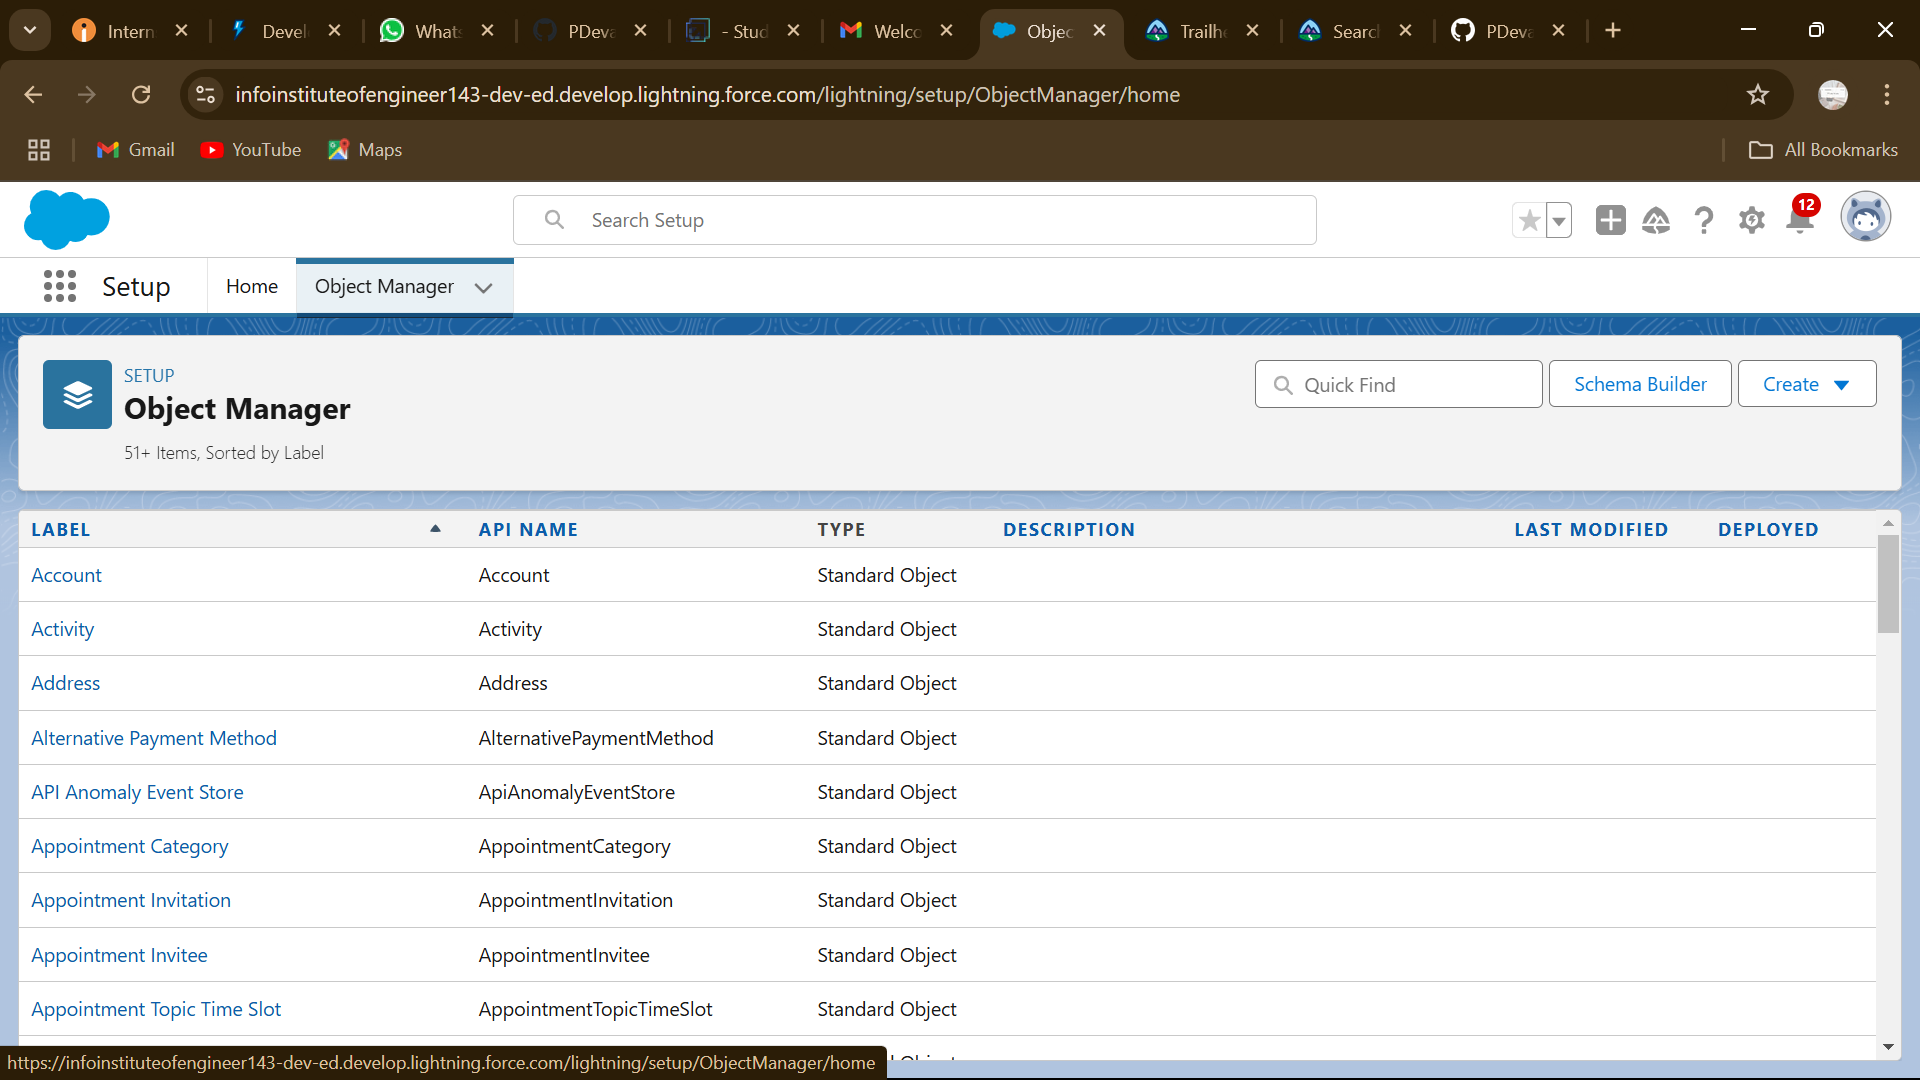 Intern
Devel
Whats
PDeva
- Stud
Welco
Objec
Trailhe
Search
PDeva
infoinstituteofengineer143-dev-ed.develop.lightning.force.com/lightning/setup/ObjectManager/home
Gmail
YouTube
Maps
All Bookmarks
Search Setup
12
Setup
Home
Object Manager
SETUP
Object Manager
51+ Items, Sorted by Label
Quick Find
Schema Builder
Create
LABEL API NAME TYPE DESCRIPTION LAST MODIFIED DEPLOYED
Account Account Standard Object
Activity Activity Standard Object
Address Address Standard Object
Alternative Payment Method AlternativePaymentMethod Standard Object
API Anomaly Event Store ApiAnomalyEventStore Standard Object
Appointment Category AppointmentCategory Standard Object
Appointment Invitation AppointmentInvitation Standard Object
Appointment Invitee AppointmentInvitee Standard Object
Appointment Topic Time Slot AppointmentTopicTimeSlot Standard Object
https://infoinstituteofengineer143-dev-ed.develop.lightning.force.com/lightning/setup/ObjectManager/home